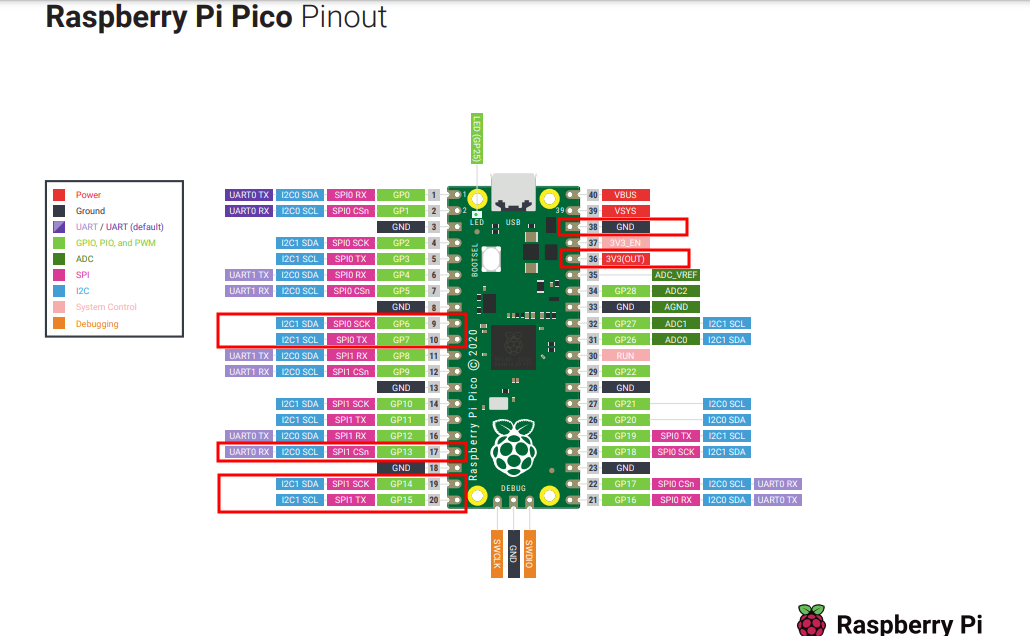 Raspberry Pi Pico Pinout
LED (GP25)
Power
Ground
UART / UART (default)
GPIO, PIO, and PWM
ADC
SPI
I2C
System Control
Debugging
UART0 TX I2C0 SDA SPI0 RX GP0 1
UART0 RX I2C0 SCL SPI0 CSn GP1 2
GND 3
I2C1 SDA SPI0 SCK GP2 4
I2C1 SCL SPI0 TX GP3 5
UART1 TX I2C0 SDA SPI0 RX GP4 6
UART1 RX I2C0 SCL SPI0 CSn GP5 7
GND 8
I2C1 SDA SPI0 SCK GP6 9
I2C1 SCL SPI0 TX GP7 10
UART1 TX I2C0 SDA SPI1 RX GP8 11
UART1 RX I2C0 SCL SPI1 CSn GP9 12
GND 13
I2C1 SDA SPI1 SCK GP10 14
I2C1 SCL SPI1 TX GP11 15
UART0 TX I2C0 SDA SPI1 RX GP12 16
UART0 RX I2C0 SCL SPI1 CSn GP13 17
GND 18
I2C1 SDA SPI1 SCK GP14 19
I2C1 SCL SPI1 TX GP15 20
1
2
39
LED USB
BOOTSEL
Raspberry Pi Pico © 2020
DEBUG
40 VBUS
39 VSYS
38 GND
37 3V3_EN
36 3V3(OUT)
35 ADC_VREF
34 GP28 ADC2
33 GND AGND
32 GP27 ADC1 I2C1 SCL
31 GP26 ADC0 I2C1 SDA
30 RUN
29 GP22
28 GND
27 GP21 I2C0 SCL
26 GP20 I2C0 SDA
25 GP19 SPI0 TX I2C1 SCL
24 GP18 SPI0 SCK I2C1 SDA
23 GND
22 GP17 SPI0 CSn I2C0 SCL UART0 RX
21 GP16 SPI0 RX I2C0 SDA UART0 TX
SWCLK
GND
SWDIO
Raspberry Pi